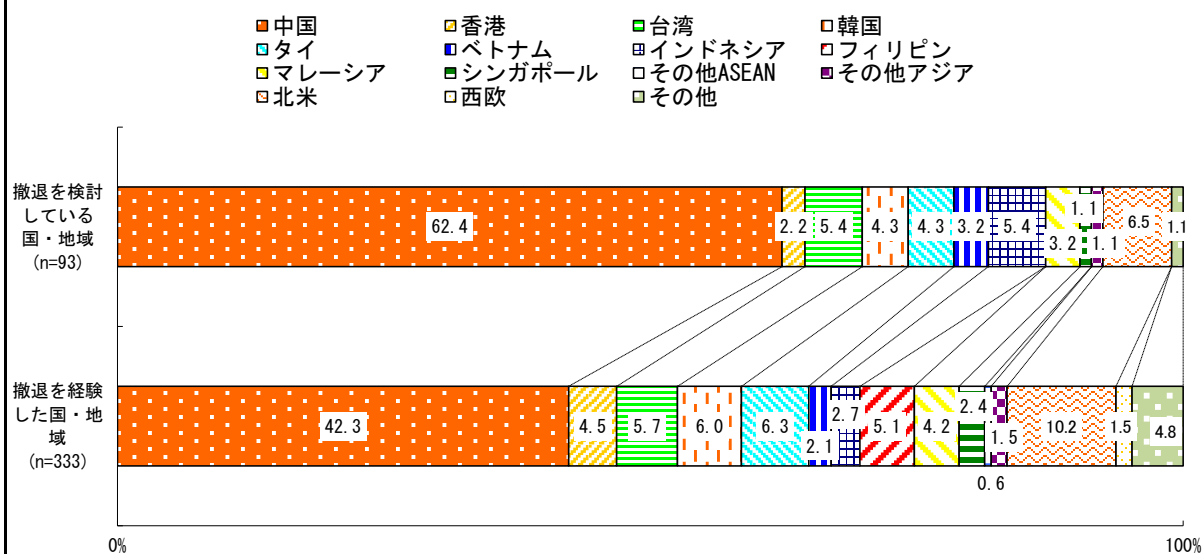 中国 香港 台湾 韓国
タイ ベトナム インドネシア フィリピン
マレーシア シンガポール その他ASEAN その他アジア
北米 西欧 その他
撤退を検討
している
国・地域
(n=93)
62.4 2.2 5.4 4.3 4.3 3.2 5.4 3.2 1.1 1.1 6.5 1.1
撤退を経験
した国・地
域
(n=333)
42.3 4.5 5.7 6.0 6.3 2.1 2.7 5.1 4.2 2.4 0.6 1.5 10.2 1.5 4.8
0% 100%